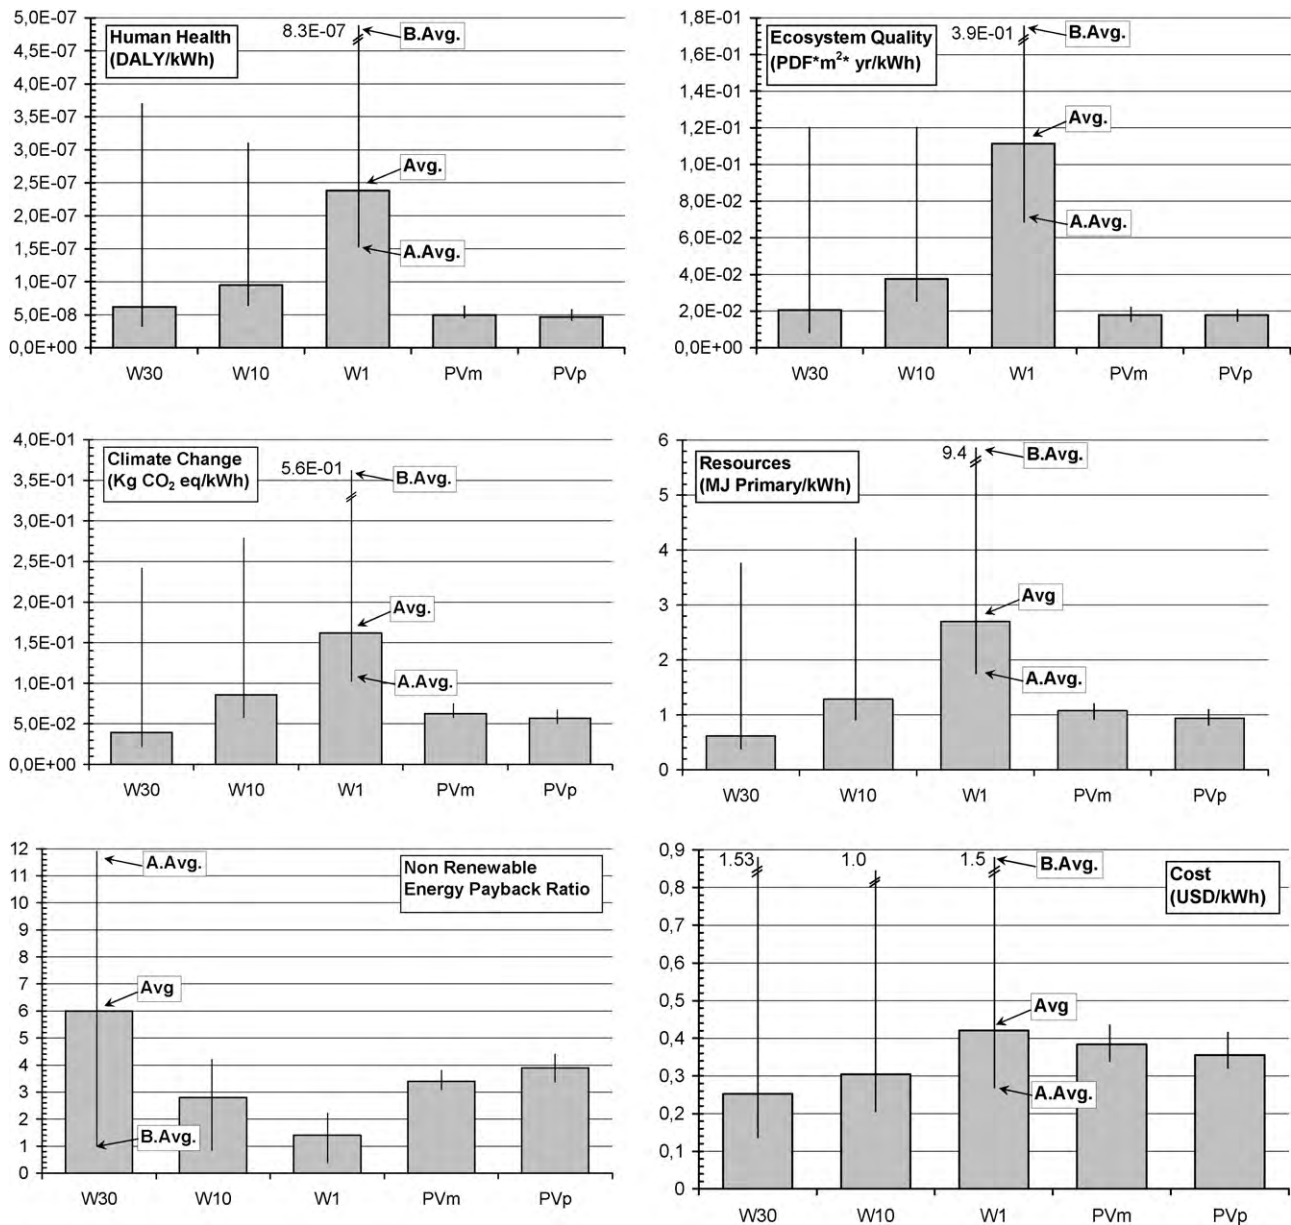 5,0E-07
4,5E-07
4,0E-07
3,5E-07
3,0E-07
2,5E-07
2,0E-07
1,5E-07
1,0E-07
5,0E-08
0,0E+00
Human Health
(DALY/kWh)
8.3E-07
B.Avg.
Avg.
A.Avg.
W30 W10 W1 PVm PVp
1,8E-01
1,6E-01
1,4E-01
1,2E-01
1,0E-01
8,0E-02
6,0E-02
4,0E-02
2,0E-02
0,0E+00
Ecosystem Quality
(PDF*m²* yr/kWh)
3.9E-01
B.Avg.
Avg.
A.Avg.
W30 W10 W1 PVm PVp
4,0E-01
3,5E-01
3,0E-01
2,5E-01
2,0E-01
1,5E-01
1,0E-01
5,0E-02
0,0E+00
Climate Change
(Kg CO₂ eq/kWh)
5.6E-01
B.Avg.
Avg.
A.Avg.
W30 W10 W1 PVm PVp
6
5
4
3
2
1
0
Resources
(MJ Primary/kWh)
9.4
B.Avg.
Avg
A.Avg.
W30 W10 W1 PVm PVp
12
11
10
9
8
7
6
5
4
3
2
1
0
A.Avg.
Avg
B.Avg.
Non Renewable
Energy Payback Ratio
W30 W10 W1 PVm PVp
0,9
0,8
0,7
0,6
0,5
0,4
0,3
0,2
0,1
0
1.53 1.0 1.5
B.Avg.
Avg
A.Avg.
Cost
(USD/kWh)
W30 W10 W1 PVm PVp